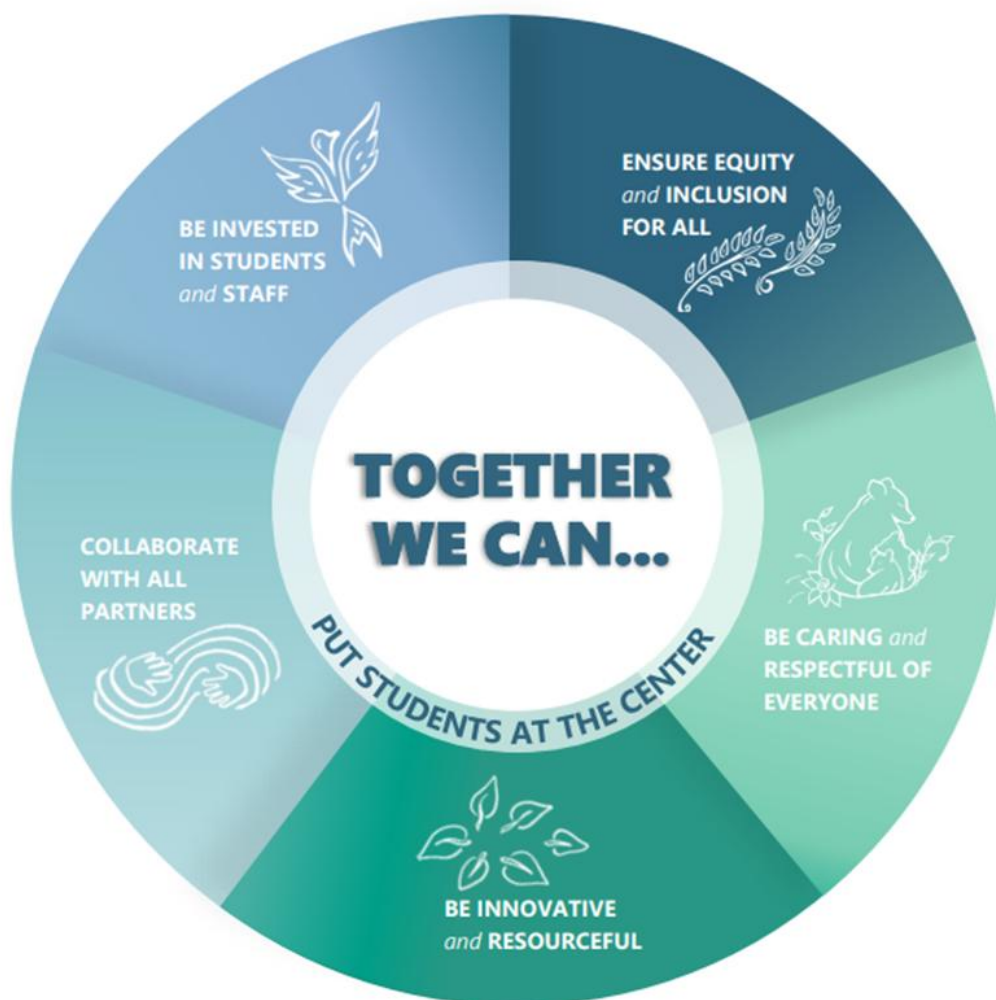 TOGETHER
WE CAN...
PUT STUDENTS AT THE CENTER
ENSURE EQUITY
and INCLUSION
FOR ALL
BE CARING and
RESPECTFUL OF
EVERYONE
BE INNOVATIVE
and RESOURCEFUL
COLLABORATE
WITH ALL
PARTNERS
BE INVESTED
IN STUDENTS
and STAFF